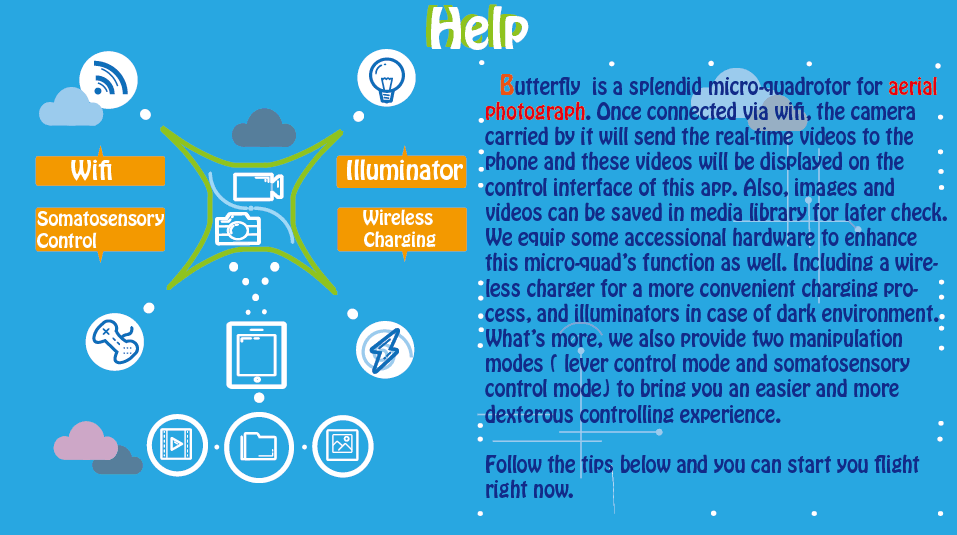 Help
Wifi
Illuminator
Somatosensory
Control
Wireless
Charging
Butterfly is a splendid micro-quadrotor for aerial
photograph. Once connected via wifi, the camera
carried by it will send the real-time videos to the
phone and these videos will be displayed on the
control interface of this app. Also, images and
videos can be saved in media library for later check.
We equip some accessional hardware to enhance
this micro-quad's function as well. Including a wire-
less charger for a more convenient charging pro-
cess, and illuminators in case of dark environment.
What's more, we also provide two manipulation
modes ( lever control mode and somatosensory
control mode) to bring you an easier and more
dexterous controlling experience.
Follow the tips below and you can start you flight
right now.